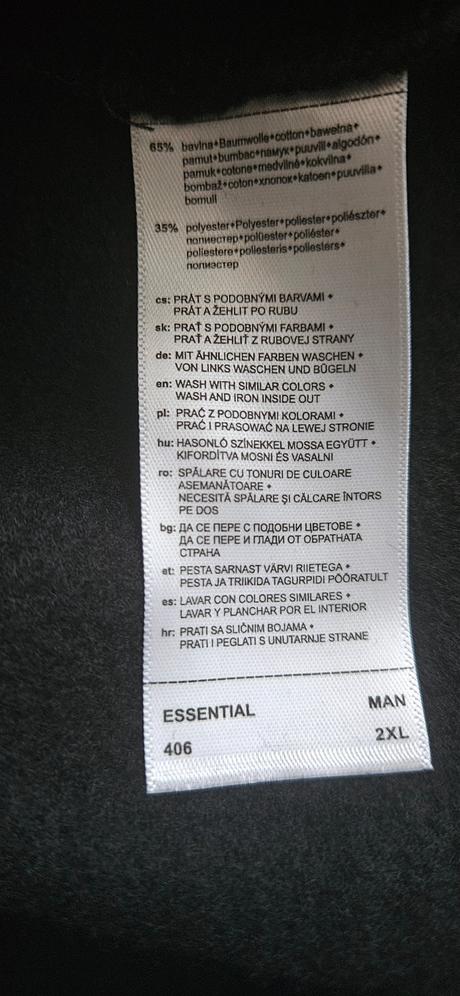 65% bavlna•Baumwolle•cotton•bawełna•
pamut•bumbac•памук•puuvill•algodón•
pamuk•cotone•medvilnė•kokvilna•
bombaž•coton•хлопок•katoen•puuvilla•
bomull
35% polyester•Polyester•poliester•poliészter•
полиестер•polüester•poliéster•
poliestere•poliesteris•poliesters•
полиэстер
cs: PRÁT S PODOBNÝMI BARVAMI •
PRÁT A ŽEHLIT PO RUBU
sk: PRAŤ S PODOBNÝMI FARBAMI •
PRAŤ A ŽEHLIŤ Z RUBOVEJ STRANY
de: MIT ÄHNLICHEN FARBEN WASCHEN •
VON LINKS WASCHEN UND BÜGELN
en: WASH WITH SIMILAR COLORS •
WASH AND IRON INSIDE OUT
pl: PRAĆ Z PODOBNYMI KOLORAMI •
PRAĆ I PRASOWAĆ NA LEWEJ STRONIE
hu: HASONLÓ SZÍNEKKEL MOSSA EGYÜTT •
KIFORDÍTVA MOSNI ÉS VASALNI
ro: SPĂLARE CU TONURI DE CULOARE
ASEMANĂTOARE •
NECESITĂ SPĂLARE ŞI CĂLCARE ÎNTORS
PE DOS
bg: ДА СЕ ПЕРЕ С ПОДОБНИ ЦВЕТОВЕ •
ДА СЕ ПЕРЕ И ГЛАДИ ОТ ОБРАТНАТА
СТРАНА
et: PESTA SARNAST VÄRVI RIIETEGA •
PESTA JA TRIIKIDA TAGURPIDI PÖÖRATULT
es: LAVAR CON COLORES SIMILARES •
LAVAR Y PLANCHAR POR EL INTERIOR
hr: PRATI SA SLIČNIM BOJAMA •
PRATI I PEGLATI S UNUTARNJE STRANE
ESSENTIAL MAN
406 2XL